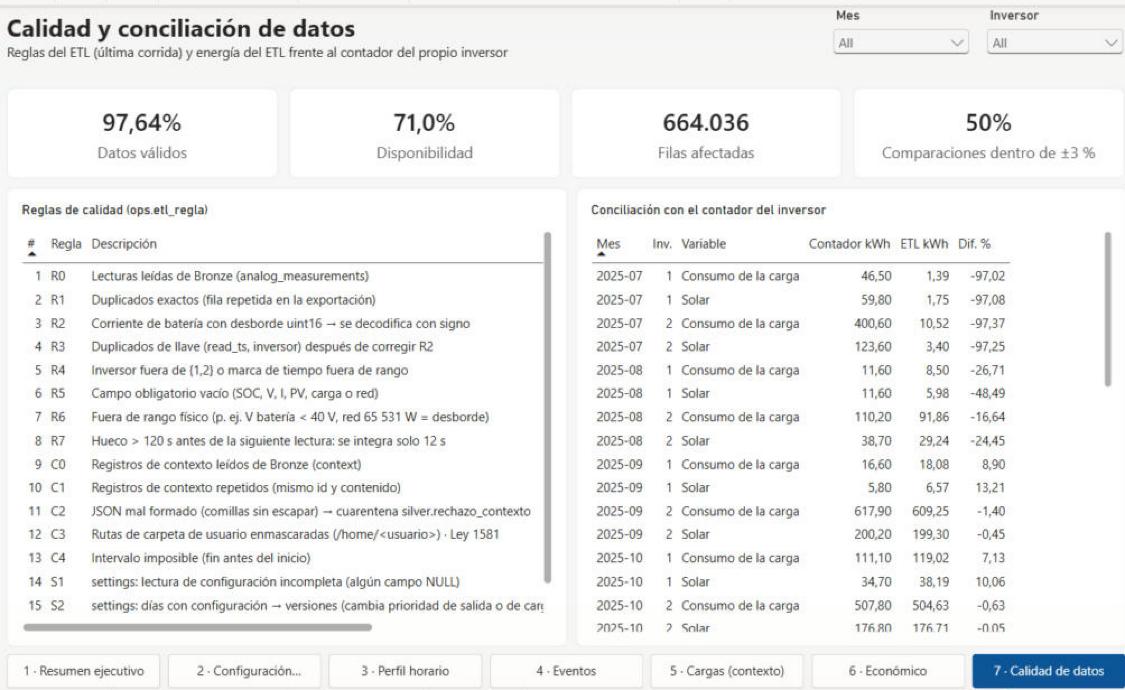 Calidad y conciliación de datos
Reglas del ETL (última corrida) y energía del ETL frente al contador del propio inversor
Mes
All
Inversor
All
97,64%
Datos válidos
71,0%
Disponibilidad
664.036
Filas afectadas
50%
Comparaciones dentro de ±3 %
Reglas de calidad (ops.etl_regla)
# Regla Descripción
1 R0 Lecturas leídas de Bronze (analog_measurements)
2 R1 Duplicados exactos (fila repetida en la exportación)
3 R2 Corriente de batería con desborde uint16 → se decodifica con signo
4 R3 Duplicados de llave (read_ts, inversor) después de corregir R2
5 R4 Inversor fuera de {1,2} o marca de tiempo fuera de rango
6 R5 Campo obligatorio vacío (SOC, V, I, PV, carga o red)
7 R6 Fuera de rango físico (p. ej. V batería < 40 V, red 65 531 W = desborde)
8 R7 Hueco > 120 s antes de la siguiente lectura: se integra solo 12 s
9 C0 Registros de contexto leídos de Bronze (context)
10 C1 Registros de contexto repetidos (mismo id y contenido)
11 C2 JSON mal formado (comillas sin escapar) → cuarentena silver.rechazo_contexto
12 C3 Rutas de carpeta de usuario enmascaradas (/home/<usuario>) · Ley 1581
13 C4 Intervalo imposible (fin antes del inicio)
14 S1 settings: lectura de configuración incompleta (algún campo NULL)
15 S2 settings: días con configuración → versiones (cambia prioridad de salida o de
Conciliación con el contador del inversor
Mes Inv. Variable Contador kWh ETL kWh Dif. %
2025-07 1 Consumo de la carga 46,50 1,39 -97,02
2025-07 1 Solar 59,80 1,75 -97,08
2025-07 2 Consumo de la carga 400,60 10,52 -97,37
2025-07 2 Solar 123,60 3,40 -97,25
2025-08 1 Consumo de la carga 11,60 8,50 -26,71
2025-08 1 Solar 11,60 5,98 -48,49
2025-08 2 Consumo de la carga 110,20 91,86 -16,64
2025-08 2 Solar 38,70 29,24 -24,45
2025-09 1 Consumo de la carga 16,60 18,08 8,90
2025-09 1 Solar 5,80 6,57 13,21
2025-09 2 Consumo de la carga 617,90 609,25 -1,40
2025-09 2 Solar 200,20 199,30 -0,45
2025-10 1 Consumo de la carga 111,10 119,02 7,13
2025-10 1 Solar 34,70 38,19 10,06
2025-10 2 Consumo de la carga 507,80 504,63 -0,63
2025-10 2 Solar 176,80 176,71 -0,05
1 · Resumen ejecutivo
2 · Configuración...
3 · Perfil horario
4 · Eventos
5 · Cargas (contexto)
6 · Económico
7 · Calidad de datos